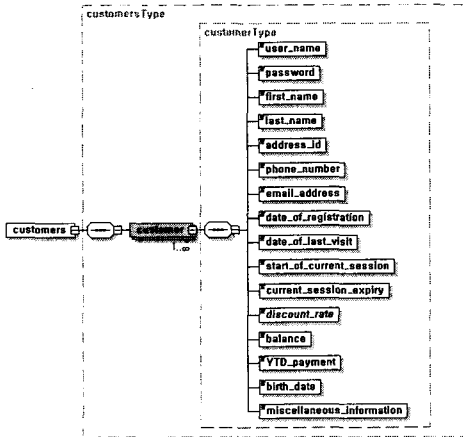 customersType
customerType
user_name
password
first_name
last_name
address_id
phone_number
email_address
date_of_registration
customers
customer
1..∞
date_of_last_visit
start_of_current_session
current_session_expiry
discount_rate
balance
YTD_payment
birth_date
miscellaneous_information